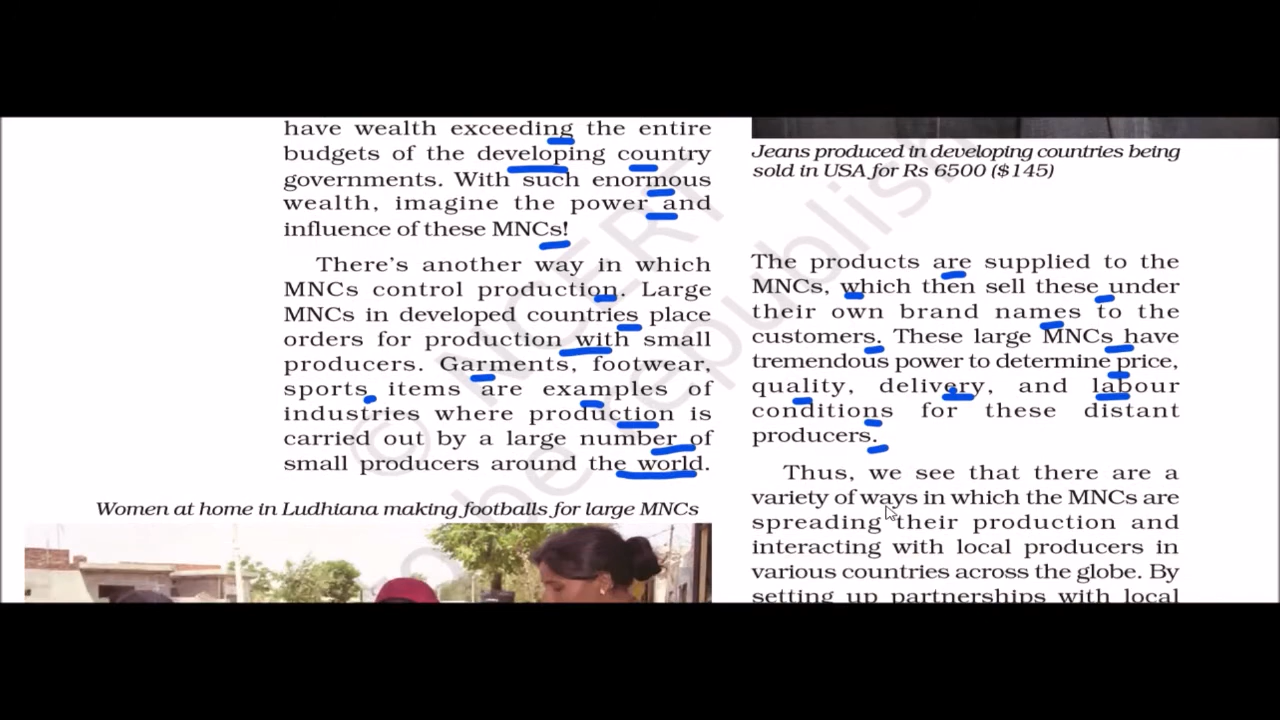 have wealth exceeding the entire
budgets of the developing country
governments. With such enormous
wealth, imagine the power and
influence of these MNCs!
There's another way in which
MNCs control production. Large
MNCs in developed countries place
orders for production with small
producers. Garments, footwear,
sports items are examples of
industries where production is
carried out by a large number of
small producers around the world.
Women at home in Ludhiana making footballs for large MNCs
Jeans produced in developing countries being
sold in USA for Rs 6500 ($145)
The products are supplied to the
MNCs, which then sell these under
their own brand names to the
customers. These large MNCs have
tremendous power to determine price,
quality, delivery, and labour
conditions for these distant
producers.
Thus, we see that there are a
variety of ways in which the MNCs are
spreading their production and
interacting with local producers in
various countries across the globe. By
setting up partnerships with local
© NCERT
be republish